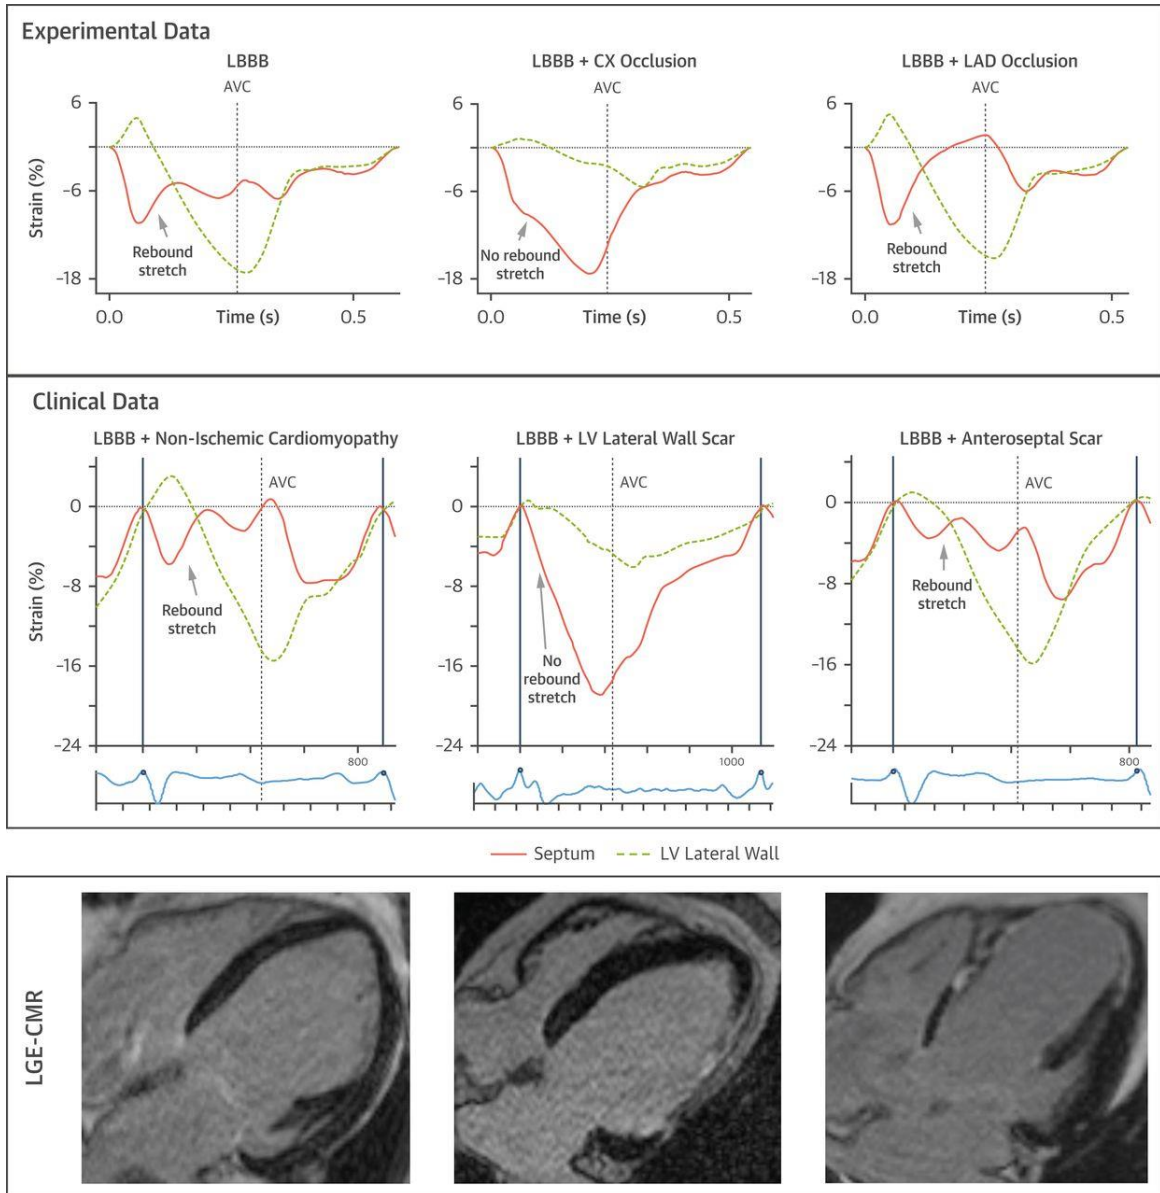 Experimental Data
LBBB
AVC
6
-6
-18
Strain (%)
Rebound
stretch
0.0
Time (s)
0.5
LBBB + CX Occlusion
AVC
6
-6
-18
No rebound
stretch
0.0
Time (s)
0.5
LBBB + LAD Occlusion
AVC
6
-6
-18
Rebound
stretch
0.0
Time (s)
0.5
Clinical Data
LBBB + Non-Ischemic Cardiomyopathy
AVC
0
-8
-16
-24
Strain (%)
Rebound
stretch
800
LBBB + LV Lateral Wall Scar
AVC
0
-8
-16
-24
No
rebound
stretch
1000
LBBB + Anteroseptal Scar
AVC
0
-8
-16
-24
Rebound
stretch
800
Septum
LV Lateral Wall
LGE-CMR